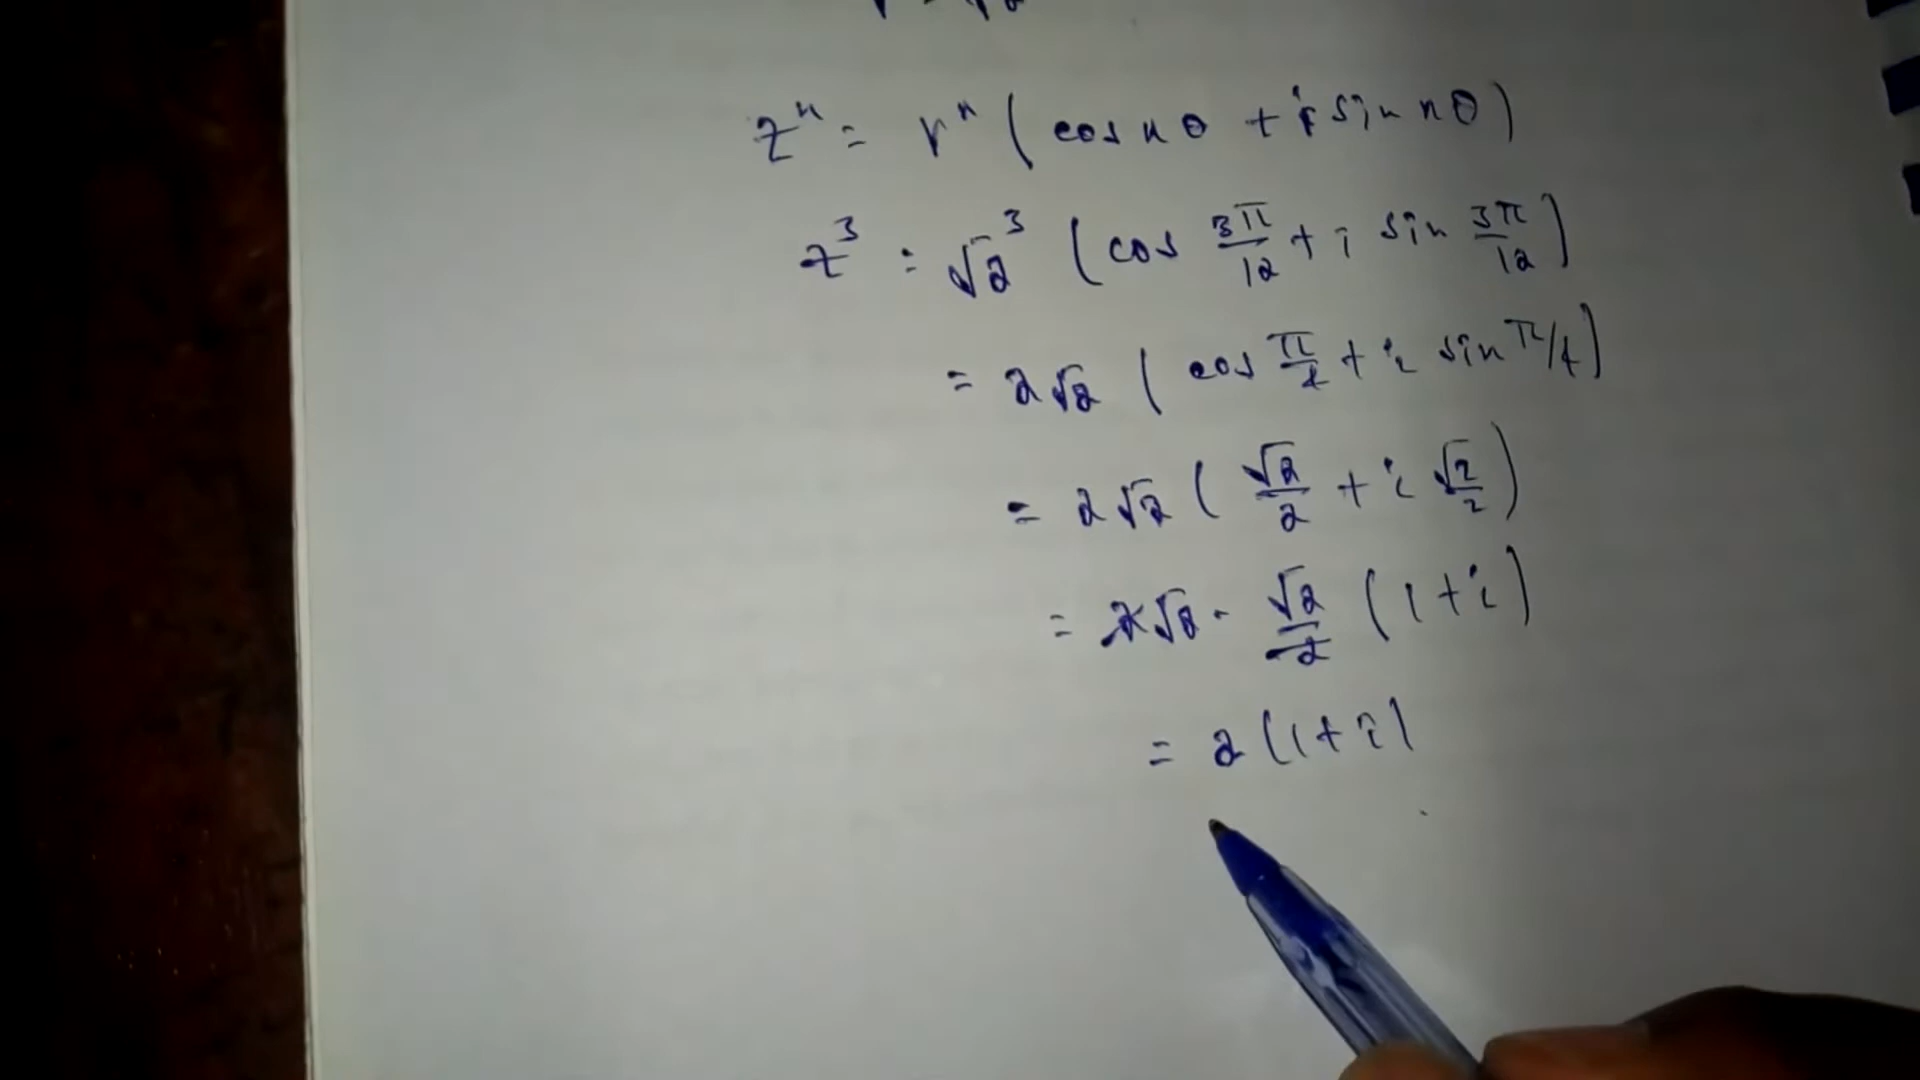 z^n = r^n (cos nθ + i sin nθ)
z^3 = √2^3 (cos 3π/12 + i sin 3π/12)
= 2√2 (cos π/4 + i sin π/4)
= 2√2 (√2/2 + i √2/2)
= 2√2 · √2/2 (1+i)
= 2(1+i)